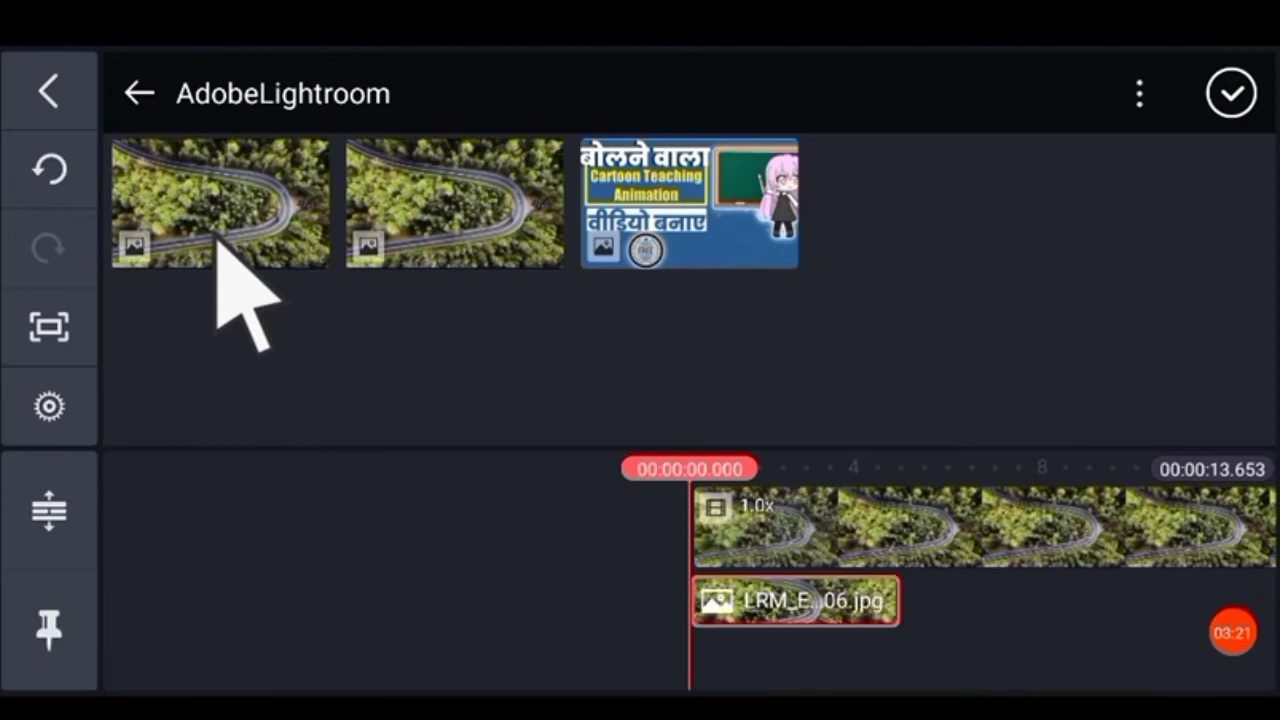 AdobeLightroom
बोलने वाला
Cartoon Teaching
Animation
वीडियो बनाए
00:00:00.000
4
8
00:00:13.653
1.0x
LRM_E...06.jpg
03:21